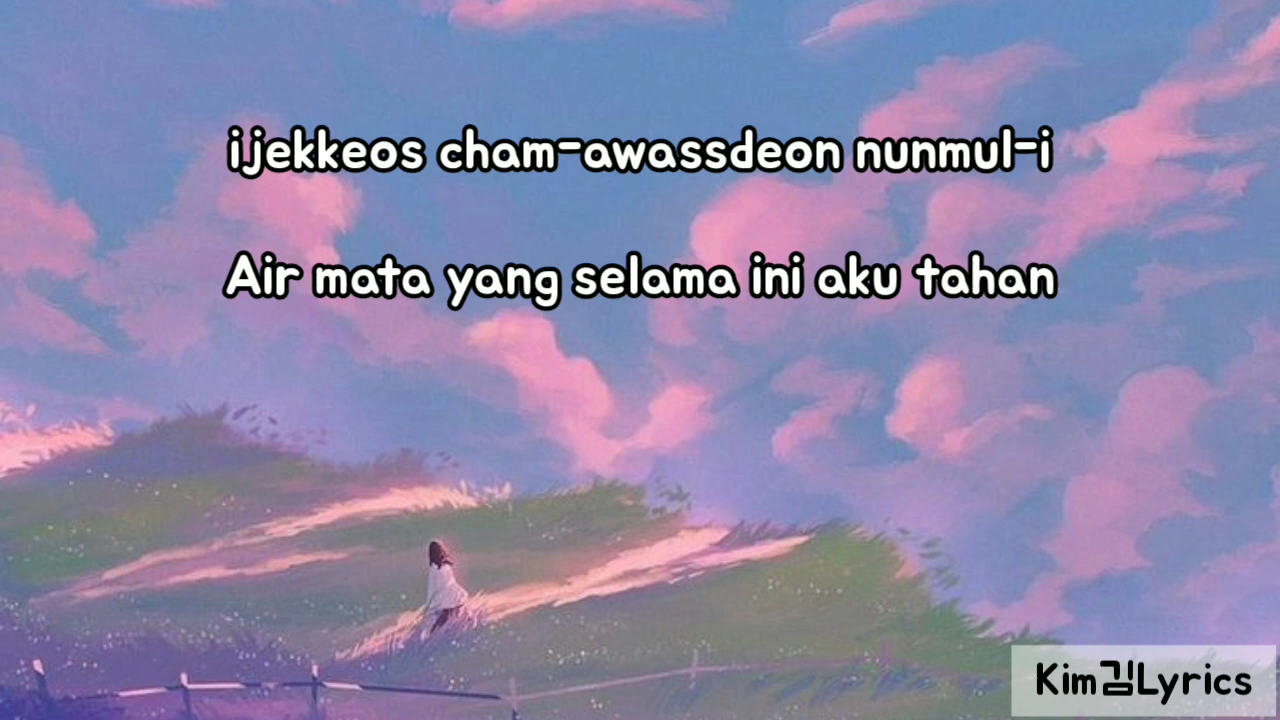 ijekkeos cham-awassdeon nunmul-i
Air mata yang selama ini aku tahan
Kim김Lyrics